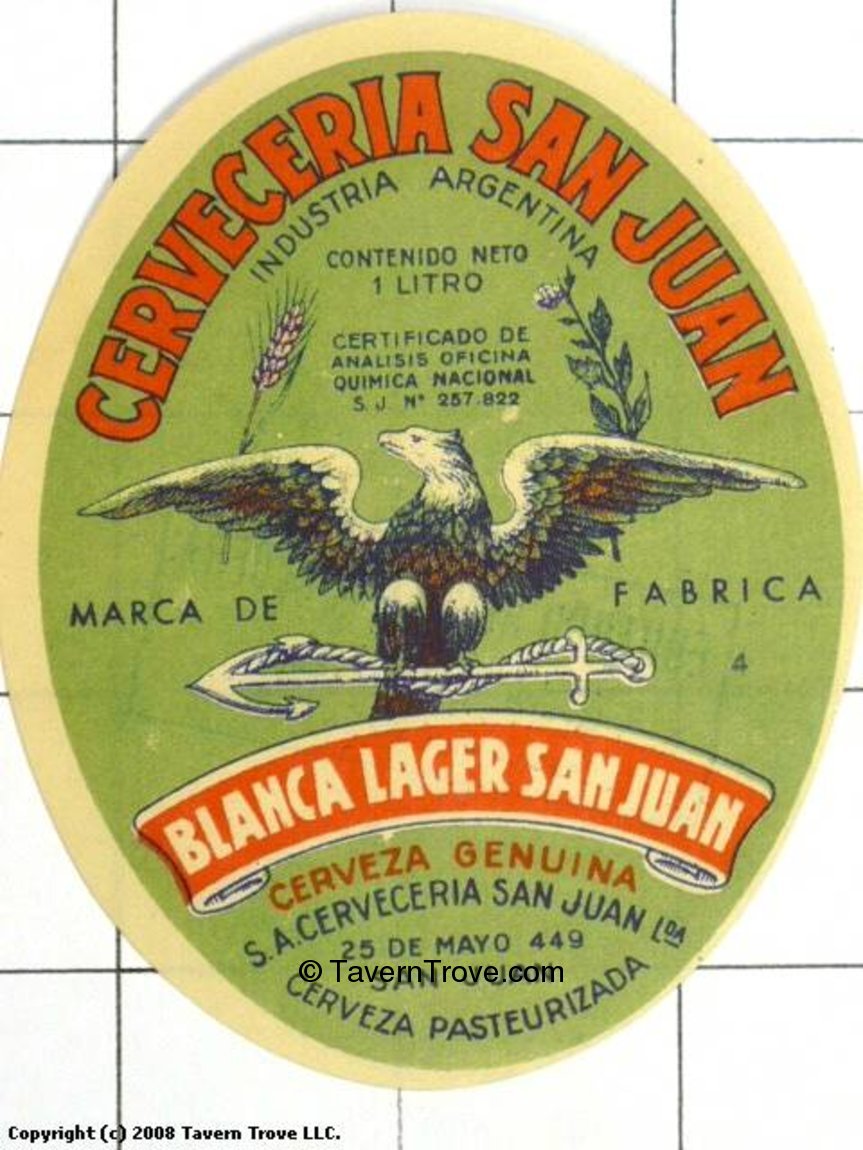 CERVECERIA SAN JUAN
INDUSTRIA ARGENTINA
CONTENIDO NETO
1 LITRO
CERTIFICADO DE
ANALISIS OFICINA
QUIMICA NACIONAL
S. J Nº 257.822
MARCA DE FABRICA
4
BLANCA LAGER SAN JUAN
CERVEZA GENUINA
S.A. CERVECERIA SAN JUAN LDA
25 DE MAYO 449
© TavernTrove.com
SAN JUAN
CERVEZA PASTEURIZADA
Copyright (c) 2008 Tavern Trove LLC.